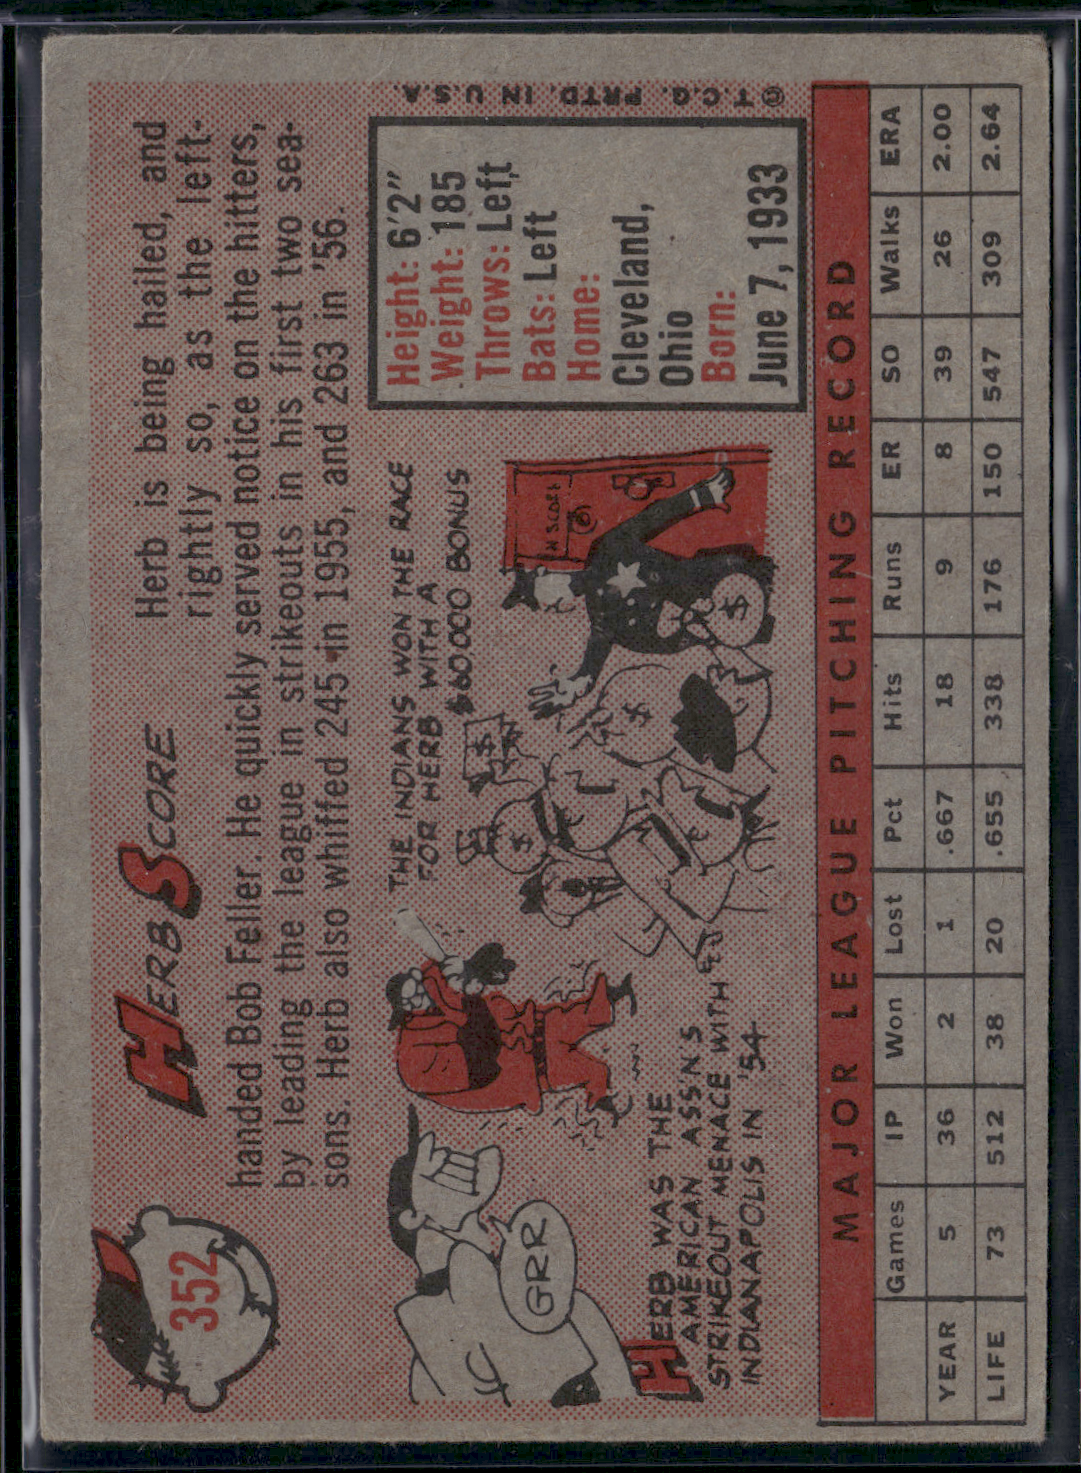 352
HERB SCORE
Herb is being hailed, and
rightly so, as the left-
handed Bob Feller. He quickly served notice on the hitters,
by leading the league in strikeouts in his first two sea-
sons. Herb also whiffed 245 in 1955, and 263 in '56.
GRR
HERB WAS THE
AMERICAN ASS'NS
STRIKEOUT MENACE WITH
INDIANAPOLIS IN '54
THE INDIANS WON THE RACE
FOR HERB WITH A
$60000 BONUS
$
$
$
$
H SCORE
Height: 6'2"
Weight: 185
Throws: Left
Bats: Left
Home:
Cleveland,
Ohio
Born:
June 7, 1933
© T.C.G. PRTD. IN U.S.A.
MAJOR LEAGUE PITCHING RECORD
Games IP Won Lost Pct Hits Runs ER SO Walks ERA
YEAR 5 36 2 1 .667 18 9 8 39 26 2.00
LIFE 73 512 38 20 .655 338 176 150 547 309 2.64